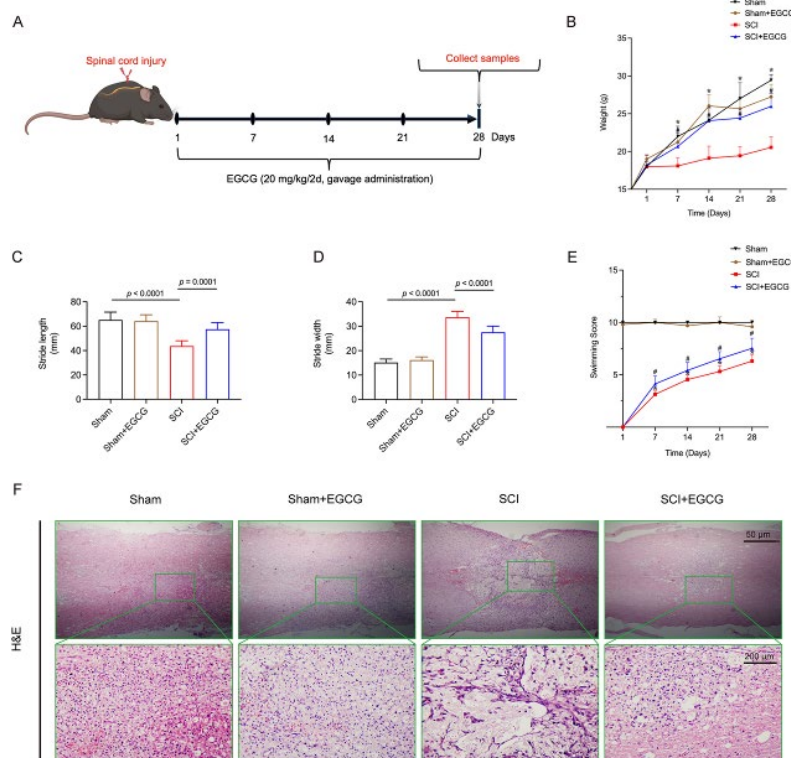 A
Spinal cord injury
Collect samples
1
7
14
21
28
Days
EGCG (20 mg/kg/2d, gavage administration)
B
Sham
Sham+EGCG
SCI
SCI+EGCG
35
30
25
20
15
Weight (g)
1
7
14
21
28
Time (Days)
C
p < 0.0001
p = 0.0001
80
60
40
20
0
Stride length
(mm)
Sham
Sham+EGCG
SCI
SCI+EGCG
D
p < 0.0001
p < 0.0001
40
30
20
10
0
Stride width
(mm)
Sham
Sham+EGCG
SCI
SCI+EGCG
E
Sham
Sham+EGCG
SCI
SCI+EGCG
15
10
5
Swimming Score
1
7
14
21
28
Time (Days)
F
Sham
Sham+EGCG
SCI
SCI+EGCG
H&E
50 μm
200 μm